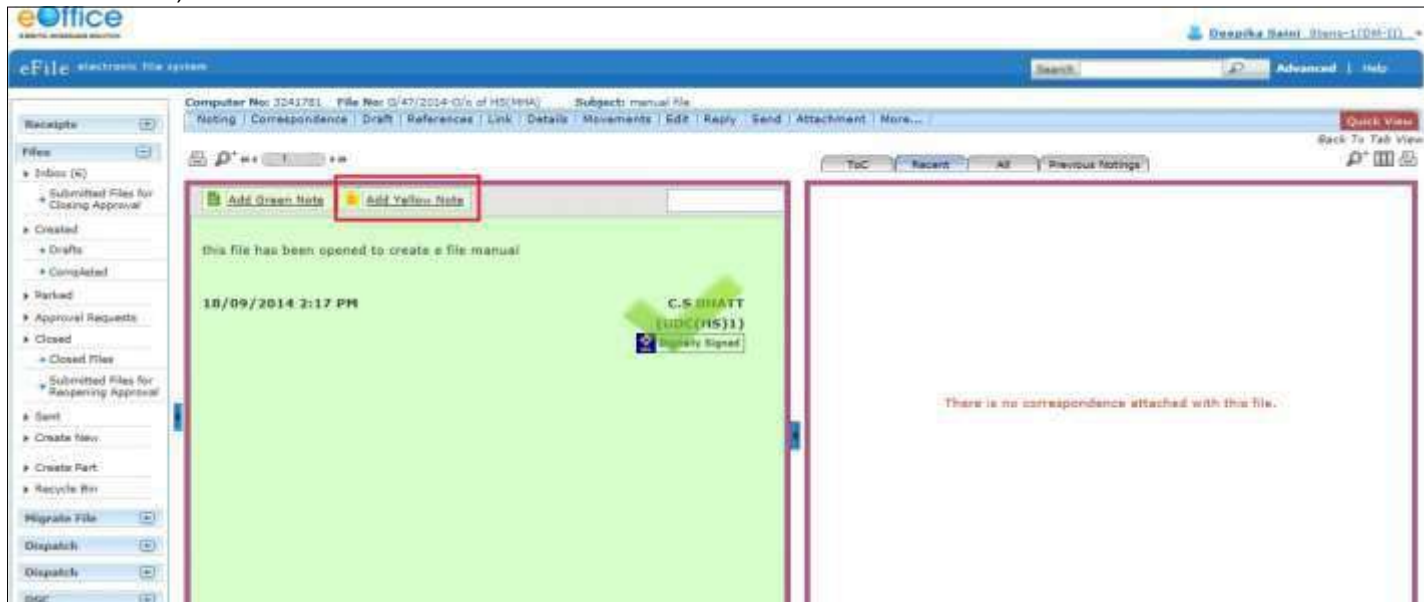 eOffice
Deepika Saini
eFile electronic file system
Search
Advanced | Help
Computer No: 3241781 File No: G/47/2014-O/o of HS(MHA) Subject: manual file
Noting | Correspondence | Draft | References | Link | Details | Movements | Edit | Reply | Send | Attachment | More...
Quick View
Back To Tab View
Receipts
Files
Inbox (6)
Submitted Files for
Closing Approval
Created
Drafts
Completed
Parked
Approval Requests
Closed
Closed Files
Submitted Files for
Reopening Approval
Sent
Create New
Create Part
Recycle Bin
Migrate File
Dispatch
Dispatch
DSC
1
Add Green Note
Add Yellow Note
this file has been opened to create a file manual
18/09/2014 2:17 PM
C.S BHATT
(UDC(HS)1)
Digitally Signed
ToC
Recent
All
Previous Notings
There is no correspondence attached with this file.